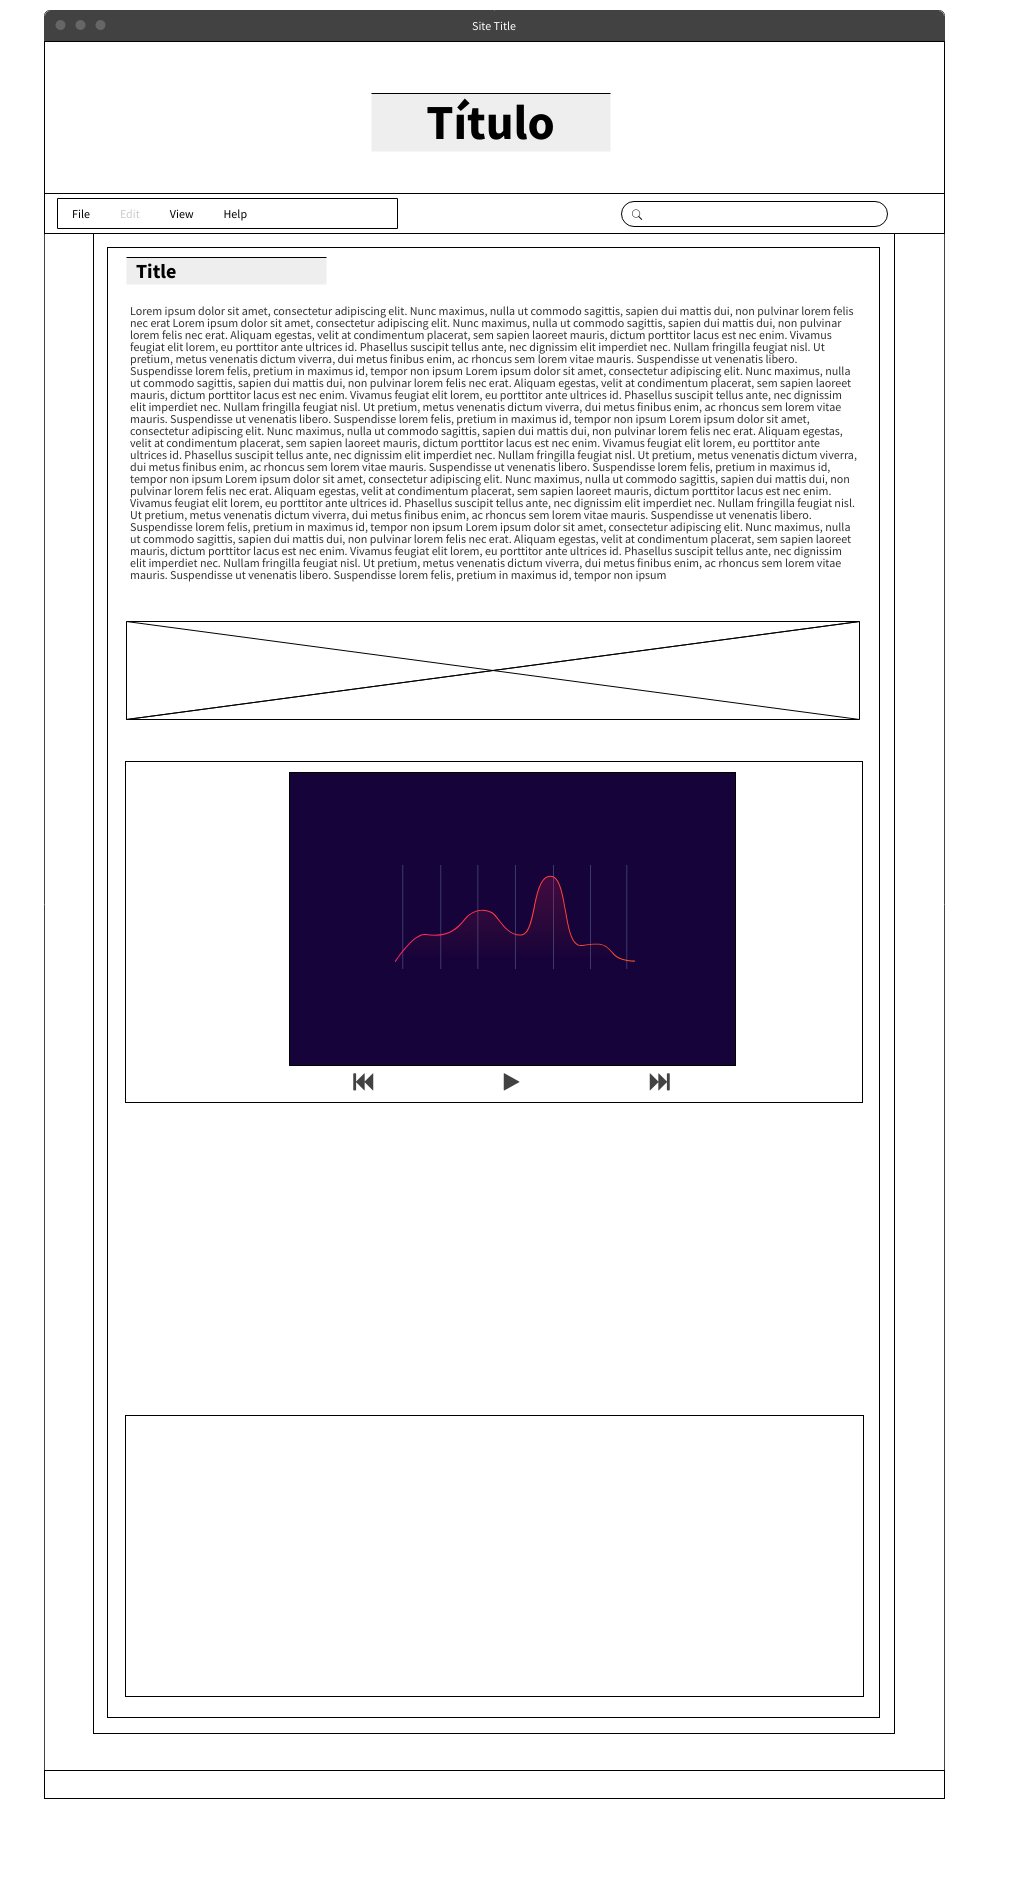 Site Title
Título
File Edit View Help
Title
Lorem ipsum dolor sit amet, consectetur adipiscing elit. Nunc maximus, nulla ut commodo sagittis, sapien dui mattis dui, non pulvinar lorem felis
nec erat Lorem ipsum dolor sit amet, consectetur adipiscing elit. Nunc maximus, nulla ut commodo sagittis, sapien dui mattis dui, non pulvinar
lorem felis nec erat. Aliquam egestas, velit at condimentum placerat, sem sapien laoreet mauris, dictum porttitor lacus est nec enim. Vivamus
feugiat elit lorem, eu porttitor ante ultrices id. Phasellus suscipit tellus ante, nec dignissim elit imperdiet nec. Nullam fringilla feugiat nisl. Ut
pretium, metus venenatis dictum viverra, dui metus finibus enim, ac rhoncus sem lorem vitae mauris. Suspendisse ut venenatis libero.
Suspendisse lorem felis, pretium in maximus id, tempor non ipsum Lorem ipsum dolor sit amet, consectetur adipiscing elit. Nunc maximus, nulla
ut commodo sagittis, sapien dui mattis dui, non pulvinar lorem felis nec erat. Aliquam egestas, velit at condimentum placerat, sem sapien laoreet
mauris, dictum porttitor lacus est nec enim. Vivamus feugiat elit lorem, eu porttitor ante ultrices id. Phasellus suscipit tellus ante, nec dignissim
elit imperdiet nec. Nullam fringilla feugiat nisl. Ut pretium, metus venenatis dictum viverra, dui metus finibus enim, ac rhoncus sem lorem vitae
mauris. Suspendisse ut venenatis libero. Suspendisse lorem felis, pretium in maximus id, tempor non ipsum Lorem ipsum dolor sit amet,
consectetur adipiscing elit. Nunc maximus, nulla ut commodo sagittis, sapien dui mattis dui, non pulvinar lorem felis nec erat. Aliquam egestas,
velit at condimentum placerat, sem sapien laoreet mauris, dictum porttitor lacus est nec enim. Vivamus feugiat elit lorem, eu porttitor ante
ultrices id. Phasellus suscipit tellus ante, nec dignissim elit imperdiet nec. Nullam fringilla feugiat nisl. Ut pretium, metus venenatis dictum viverra,
dui metus finibus enim, ac rhoncus sem lorem vitae mauris. Suspendisse ut venenatis libero. Suspendisse lorem felis, pretium in maximus id,
tempor non ipsum Lorem ipsum dolor sit amet, consectetur adipiscing elit. Nunc maximus, nulla ut commodo sagittis, sapien dui mattis dui, non
pulvinar lorem felis nec erat. Aliquam egestas, velit at condimentum placerat, sem sapien laoreet mauris, dictum porttitor lacus est nec enim.
Vivamus feugiat elit lorem, eu porttitor ante ultrices id. Phasellus suscipit tellus ante, nec dignissim elit imperdiet nec. Nullam fringilla feugiat nisl.
Ut pretium, metus venenatis dictum viverra, dui metus finibus enim, ac rhoncus sem lorem vitae mauris. Suspendisse ut venenatis libero.
Suspendisse lorem felis, pretium in maximus id, tempor non ipsum Lorem ipsum dolor sit amet, consectetur adipiscing elit. Nunc maximus, nulla
ut commodo sagittis, sapien dui mattis dui, non pulvinar lorem felis nec erat. Aliquam egestas, velit at condimentum placerat, sem sapien laoreet
mauris, dictum porttitor lacus est nec enim. Vivamus feugiat elit lorem, eu porttitor ante ultrices id. Phasellus suscipit tellus ante, nec dignissim
elit imperdiet nec. Nullam fringilla feugiat nisl. Ut pretium, metus venenatis dictum viverra, dui metus finibus enim, ac rhoncus sem lorem vitae
mauris. Suspendisse ut venenatis libero. Suspendisse lorem felis, pretium in maximus id, tempor non ipsum